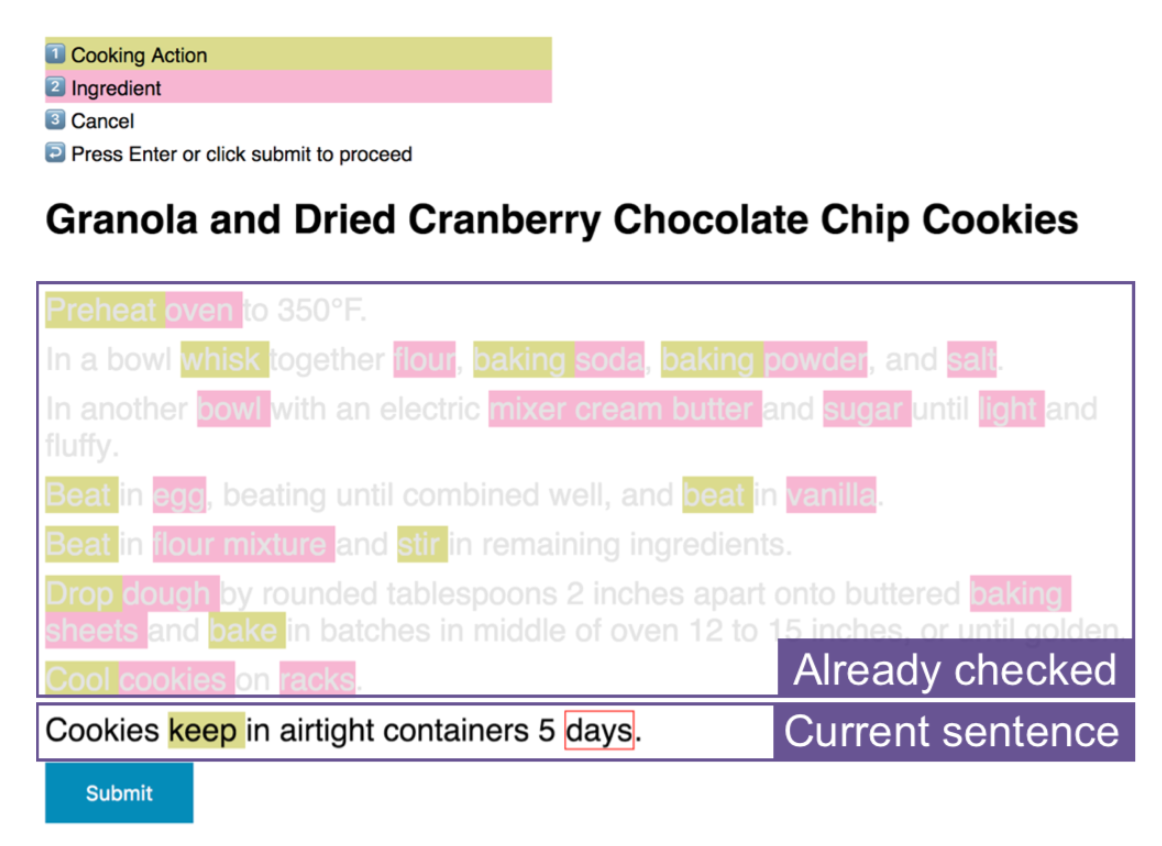 1 Cooking Action
2 Ingredient
3 Cancel
Press Enter or click submit to proceed
Granola and Dried Cranberry Chocolate Chip Cookies
Preheat oven to 350°F.
In a bowl whisk together flour, baking soda, baking powder, and salt.
In another bowl with an electric mixer cream butter and sugar until light and
fluffy.
Beat in egg, beating until combined well, and beat in vanilla.
Beat in flour mixture and stir in remaining ingredients.
Drop dough by rounded tablespoons 2 inches apart onto buttered baking
sheets and bake in batches in middle of oven 12 to 15 inches, or until golden.
Cool cookies on racks.
Already checked
Cookies keep in airtight containers 5 days.
Current sentence
Submit